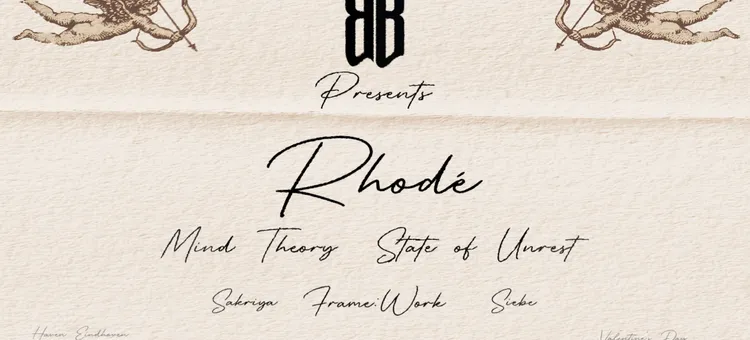 BB
Presents
Rhodé
Mind Theory State of Unrest
Sakriya Frame:Work Siebe
Haven Eindhoven Valentine's Day